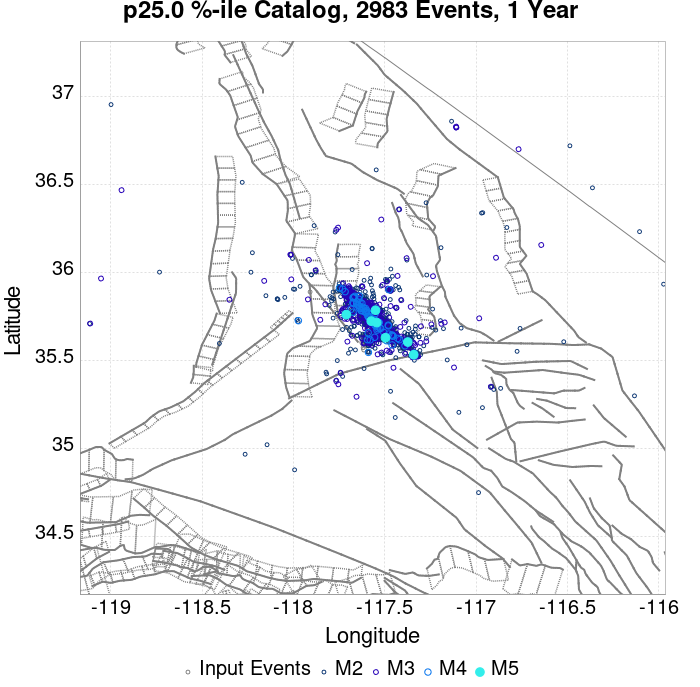 p25.0 %-ile Catalog, 2983 Events, 1 Year
37
36.5
36
35.5
35
34.5
Latitude
-119 -118.5 -118 -117.5 -117 -116.5 -116
Longitude
Input Events M2 M3 M4 M5